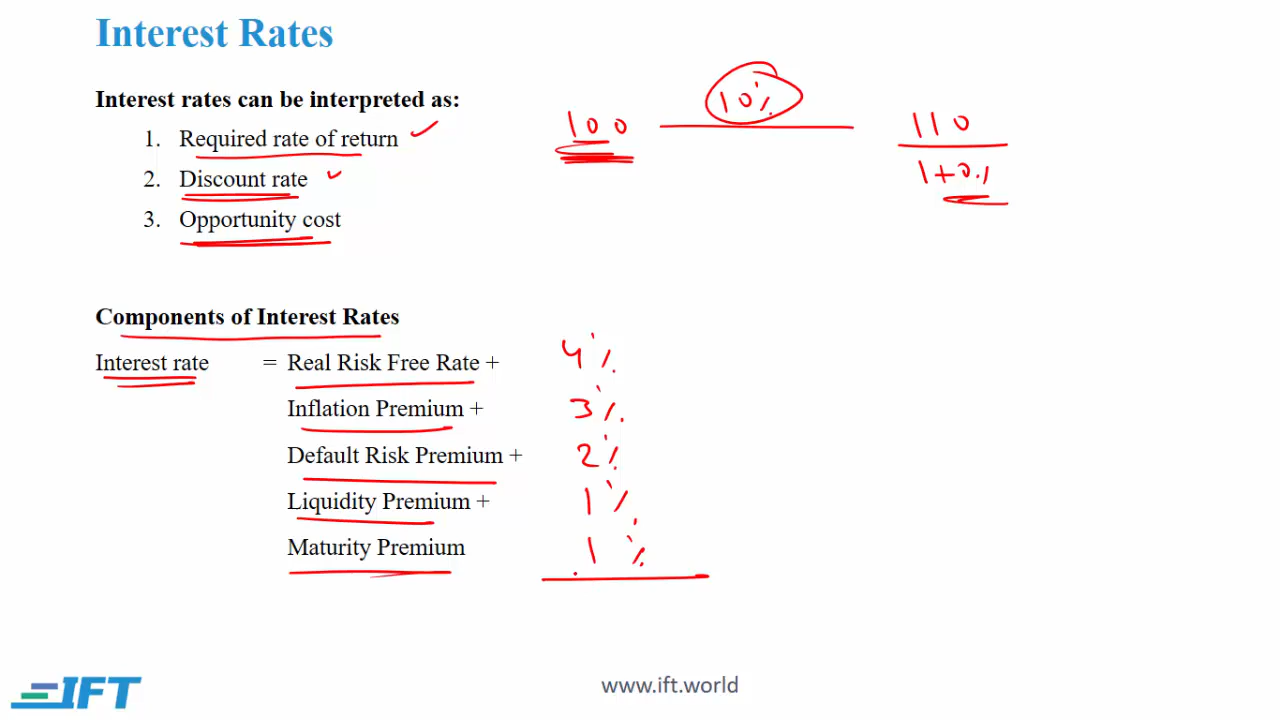 Interest Rates
Interest rates can be interpreted as:
1. Required rate of return
2. Discount rate
3. Opportunity cost
100
10%
110
1+0.1
Components of Interest Rates
Interest rate = Real Risk Free Rate + 4%
Inflation Premium + 3%
Default Risk Premium + 2%
Liquidity Premium + 1%
Maturity Premium 1%
IFT
www.ift.world